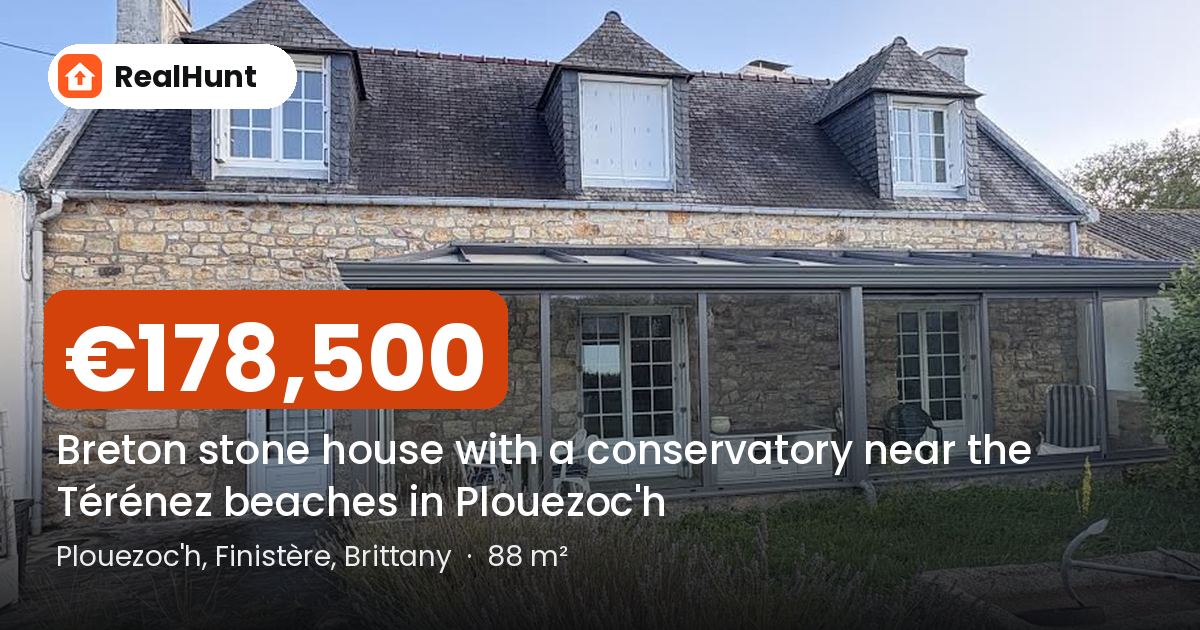 RealHunt
€178,500
Breton stone house with a conservatory near the
Térénez beaches in Plouezoc'h
Plouezoc'h, Finistère, Brittany · 88 m²